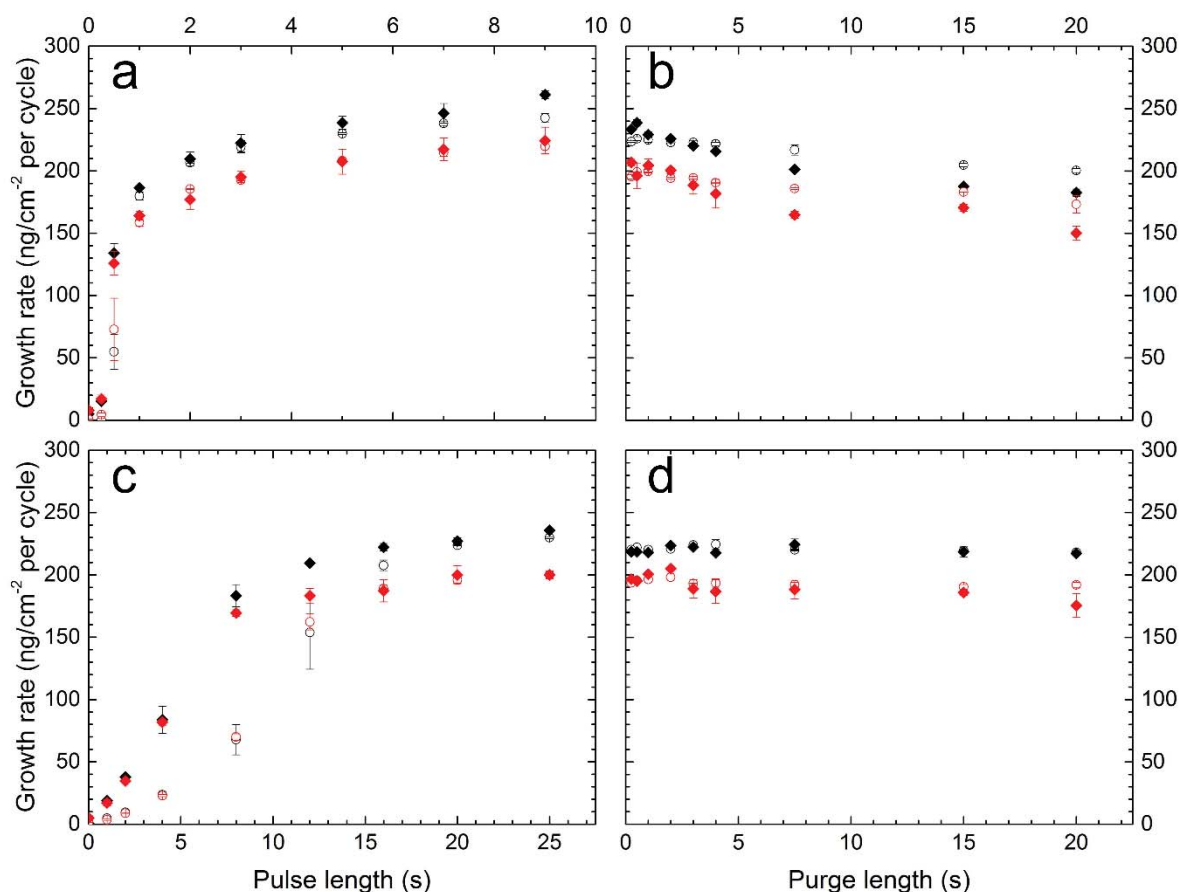 0 2 4 6 8 10 0 5 10 15 20
300 a b 300
250 250
200 200
150 150
100 100
50 50
0 0
Growth rate (ng/cm⁻² per cycle)
300 c d 300
250 250
200 200
150 150
100 100
50 50
0 0
Growth rate (ng/cm⁻² per cycle)
0 5 10 15 20 25 0 5 10 15 20
Pulse length (s) Purge length (s)